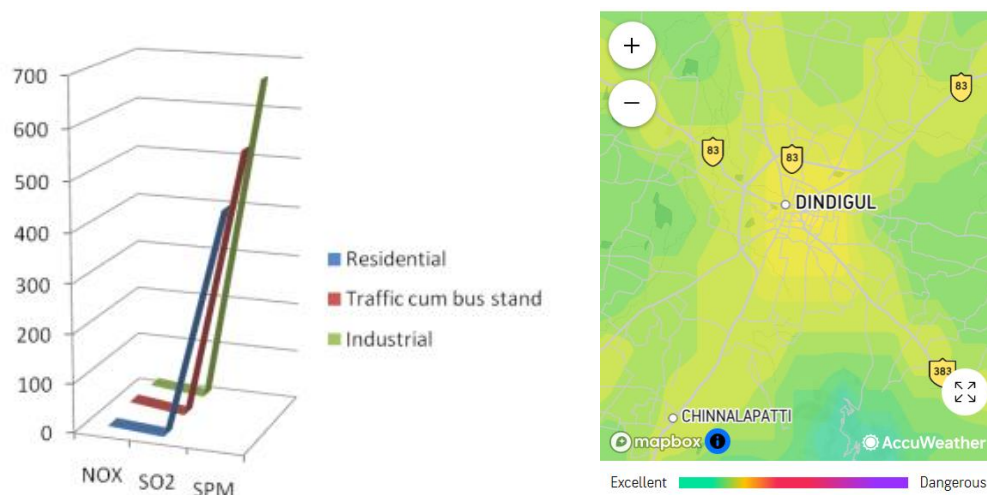 700
600
500
400
300
200
100
0
NOX
SO2
SPM
Residential
Traffic cum bus stand
Industrial
+
−
83
83
83
DINDIGUL
383
CHINNALAPATTI
mapbox
i
AccuWeather
Excellent
Dangerous